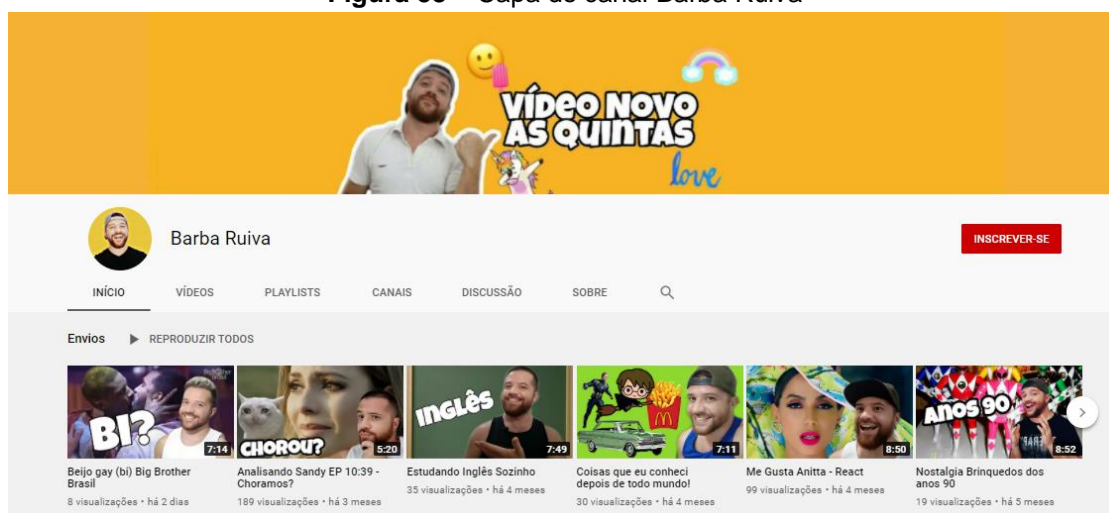 Figura 33 – Capa do canal Barba Ruiva
VÍDEO NOVO
AS QUINTAS
love
Barba Ruiva
INSCREVER-SE
INÍCIO VÍDEOS PLAYLISTS CANAIS DISCUSSÃO SOBRE
Envios REPRODUZIR TODOS
BI? 7:14
CHOROU? 5:20
INGLÊS 7:49
7:11
8:50
ANOS 90 8:52
Beijo gay (bi) Big Brother
Brasil
8 visualizações • há 2 dias
Analisando Sandy EP 10:39 -
Choramos?
189 visualizações • há 3 meses
Estudando Inglês Sozinho
35 visualizações • há 4 meses
Coisas que eu conheci
depois de todo mundo!
30 visualizações • há 4 meses
Me Gusta Anitta - React
99 visualizações • há 4 meses
Nostalgia Brinquedos dos
anos 90
19 visualizações • há 5 meses